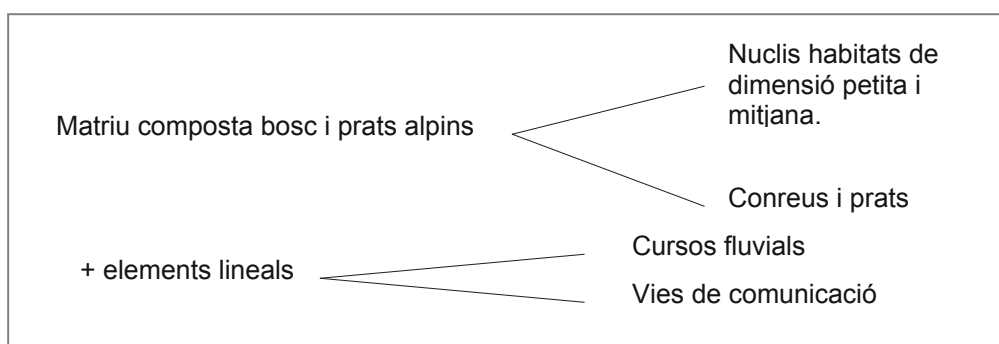 Nuclis habitats de
dimensió petita i
mitjana.
Matriu composta bosc i prats alpins
Conreus i prats
Cursos fluvials
+ elements lineals
Vies de comunicació